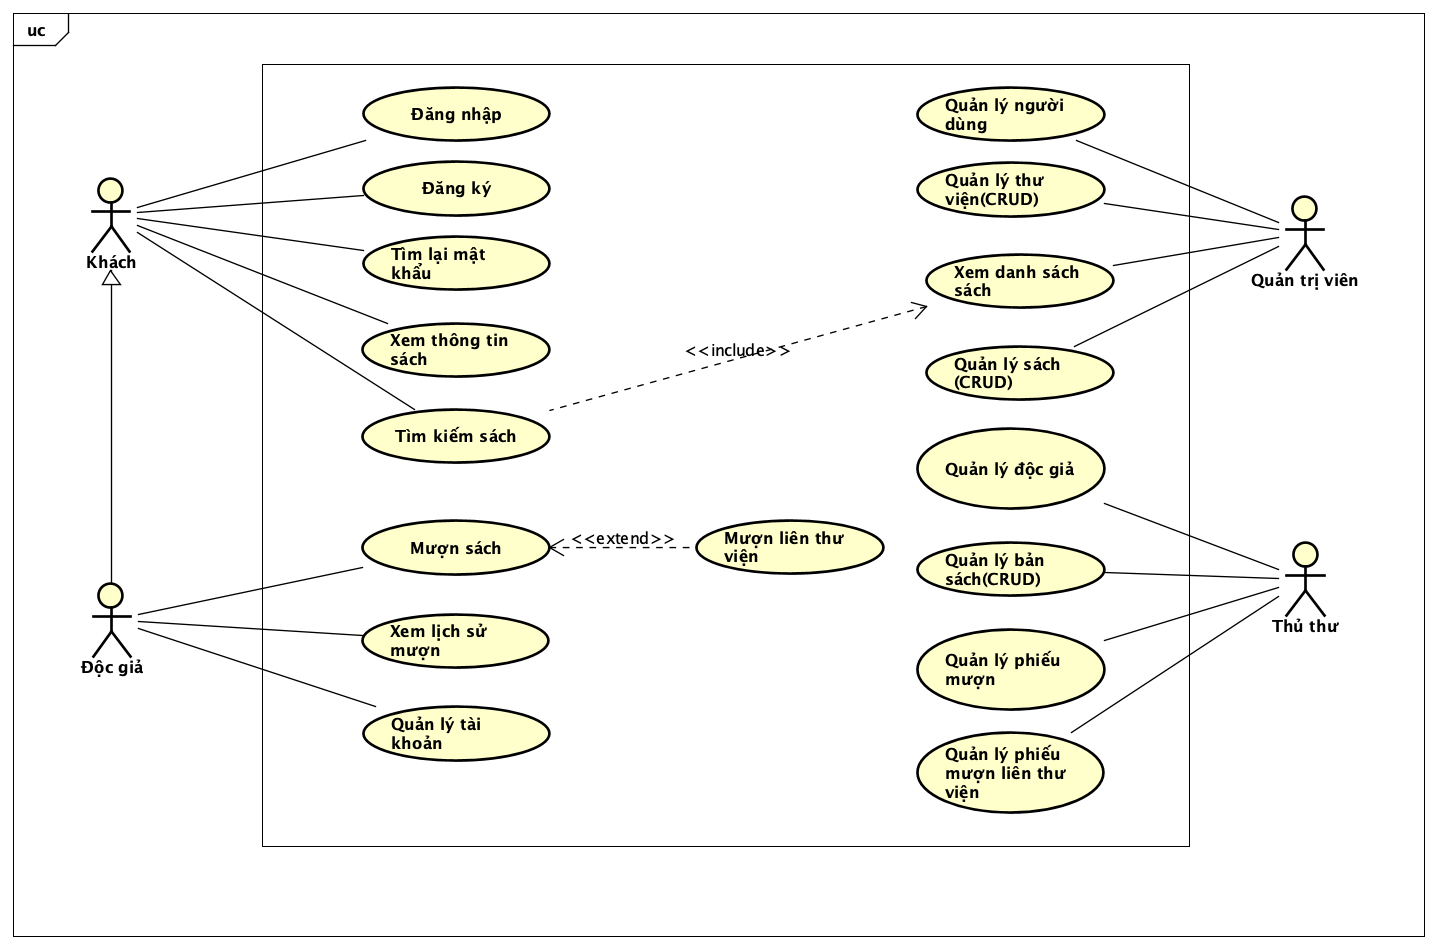 uc
Đăng nhập
Đăng ký
Tìm lại mật
khẩu
Xem thông tin
sách
Tìm kiếm sách
Mượn sách
Xem lịch sử
mượn
Quản lý tài
khoản
Khách
Độc giả
<<include>>
<<extend>>
Mượn liên thư
viện
Quản lý người
dùng
Quản lý thư
viện(CRUD)
Xem danh sách
sách
Quản lý sách
(CRUD)
Quản lý độc giả
Quản lý bản
sách(CRUD)
Quản lý phiếu
mượn
Quản lý phiếu
mượn liên thư
viện
Quản trị viên
Thủ thư